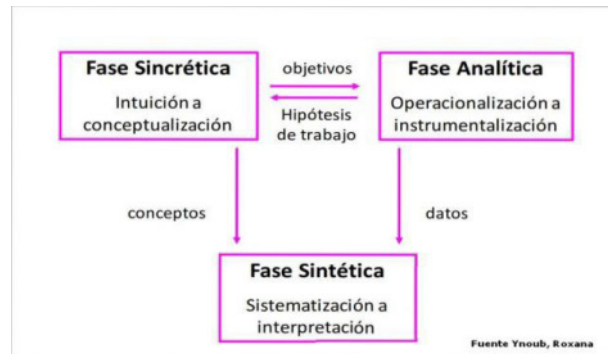 Fase Sincrética
Intuición a
conceptualización
objetivos
Hipótesis
de trabajo
Fase Analítica
Operacionalización a
instrumentalización
conceptos
datos
Fase Sintética
Sistematización a
interpretación
Fuente Ynoub, Roxana